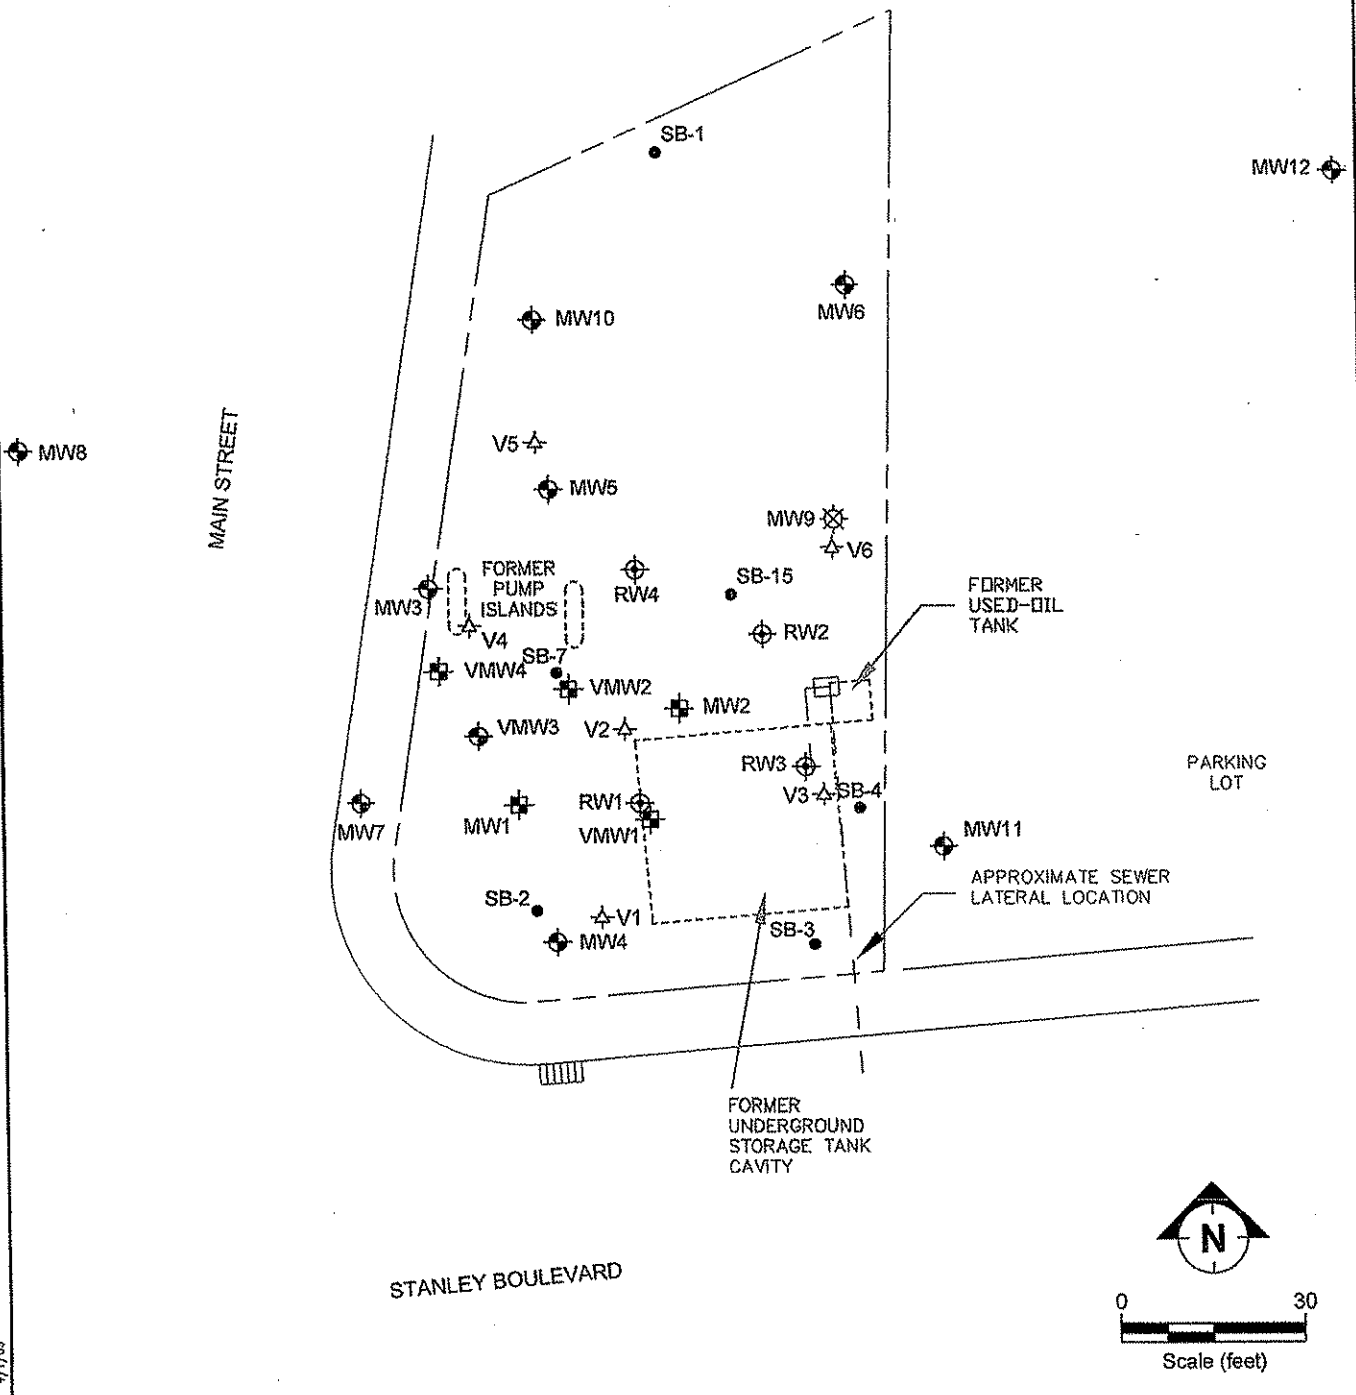 SB-1
MW12
MW6
MW10
MW8
MAIN STREET
V5
MW5
MW9
V6
FORMER
PUMP
ISLANDS
MW3
RW4
SB-15
FORMER
USED-OIL
TANK
V4
RW2
SB-7
VMW4
VMW2
MW2
V2
VMW3
RW3
PARKING
LOT
V3
SB-4
RW1
MW7
MW1
VMW1
MW11
APPROXIMATE SEWER
LATERAL LOCATION
SB-2
V1
SB-3
MW4
FORMER
UNDERGROUND
STORAGE TANK
CAVITY
N
STANLEY BOULEVARD
0 30
Scale (feet)